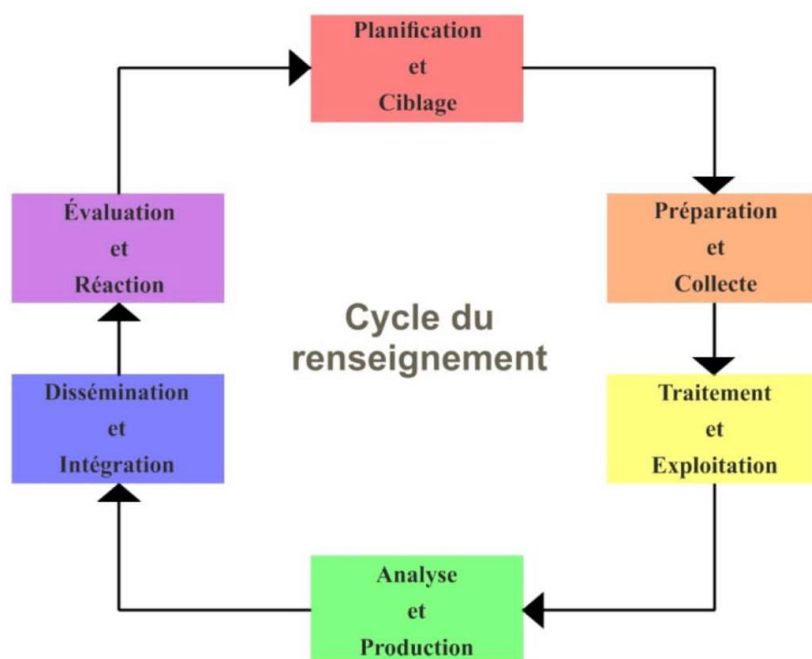 Planification
et
Ciblage
Préparation
et
Collecte
Traitement
et
Exploitation
Analyse
et
Production
Dissémination
et
Intégration
Évaluation
et
Réaction
Cycle du
renseignement